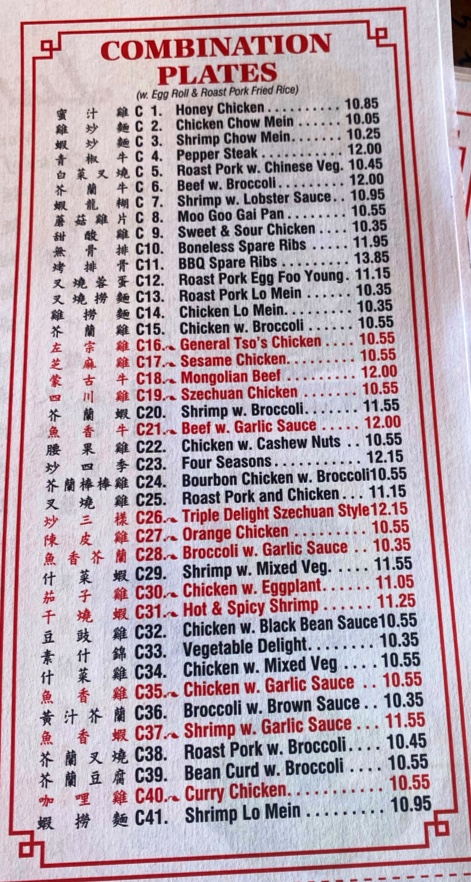 COMBINATION
PLATES
(w. Egg Roll & Roast Pork Fried Rice)
蜜 汁 雞 C 1. Honey Chicken . . . . . . . . . . 10.85
雞 炒 麵 C 2. Chicken Chow Mein . . . . . . 10.05
蝦 炒 麵 C 3. Shrimp Chow Mein. . . . . . . 10.25
青 椒 牛 C 4. Pepper Steak . . . . . . . . . . . 12.00
白 菜 叉 燒 C 5. Roast Pork w. Chinese Veg. 10.45
芥 蘭 牛 C 6. Beef w. Broccoli . . . . . . . . . 12.00
蝦 龍 糊 C 7. Shrimp w. Lobster Sauce . . 10.95
蘑 菇 雞 片 C 8. Moo Goo Gai Pan . . . . . . . . 10.55
甜 酸 雞 C 9. Sweet & Sour Chicken . . . . 10.35
無 骨 排 C10. Boneless Spare Ribs . . . . . 11.95
烤 排 骨 C11. BBQ Spare Ribs . . . . . . . . . 13.85
叉 燒 蓉 蛋 C12. Roast Pork Egg Foo Young. 11.15
叉 燒 撈 麵 C13. Roast Pork Lo Mein . . . . . . 10.35
雞 撈 麵 C14. Chicken Lo Mein. . . . . . . . . 10.35
芥 蘭 雞 C15. Chicken w. Broccoli . . . . . . 10.55
左 宗 雞 C16. General Tso's Chicken . . . . 10.55
芝 麻 雞 C17. Sesame Chicken. . . . . . . . . 10.55
蒙 古 牛 C18. Mongolian Beef . . . . . . . . . 12.00
四 川 雞 C19. Szechuan Chicken . . . . . . . 10.55
芥 蘭 蝦 C20. Shrimp w. Broccoli. . . . . . . 11.55
魚 香 牛 C21. Beef w. Garlic Sauce . . . . . 12.00
腰 果 雞 C22. Chicken w. Cashew Nuts . . 10.55
炒 四 季 C23. Four Seasons . . . . . . . . . . . 12.15
芥 蘭 棒 棒 雞 C24. Bourbon Chicken w. Broccoli 10.55
叉 燒 雞 C25. Roast Pork and Chicken . . . 11.15
炒 三 樣 C26. Triple Delight Szechuan Style 12.15
陳 皮 雞 C27. Orange Chicken . . . . . . . . . 10.55
魚 香 芥 蘭 C28. Broccoli w. Garlic Sauce . . 10.35
什 菜 蝦 C29. Shrimp w. Mixed Veg. . . . . 11.55
茄 子 雞 C30. Chicken w. Eggplant. . . . . . 11.05
干 燒 蝦 C31. Hot & Spicy Shrimp . . . . . . 11.25
豆 豉 雞 C32. Chicken w. Black Bean Sauce 10.55
素 什 錦 C33. Vegetable Delight. . . . . . . . 10.35
什 菜 雞 C34. Chicken w. Mixed Veg . . . . 10.55
魚 香 雞 C35. Chicken w. Garlic Sauce . . 10.55
黃 汁 芥 蘭 C36. Broccoli w. Brown Sauce . . 10.35
魚 香 蝦 C37. Shrimp w. Garlic Sauce . . . 11.55
芥 蘭 叉 燒 C38. Roast Pork w. Broccoli . . . . 10.45
芥 蘭 豆 腐 C39. Bean Curd w. Broccoli . . . . 10.55
咖 哩 雞 C40. Curry Chicken. . . . . . . . . . . 10.55
蝦 撈 麵 C41. Shrimp Lo Mein . . . . . . . . . 10.95